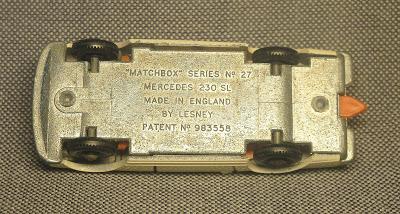 "MATCHBOX" SERIES Nº 27
MERCEDES 230 SL
MADE IN ENGLAND
BY LESNEY
PATENT Nº 983558